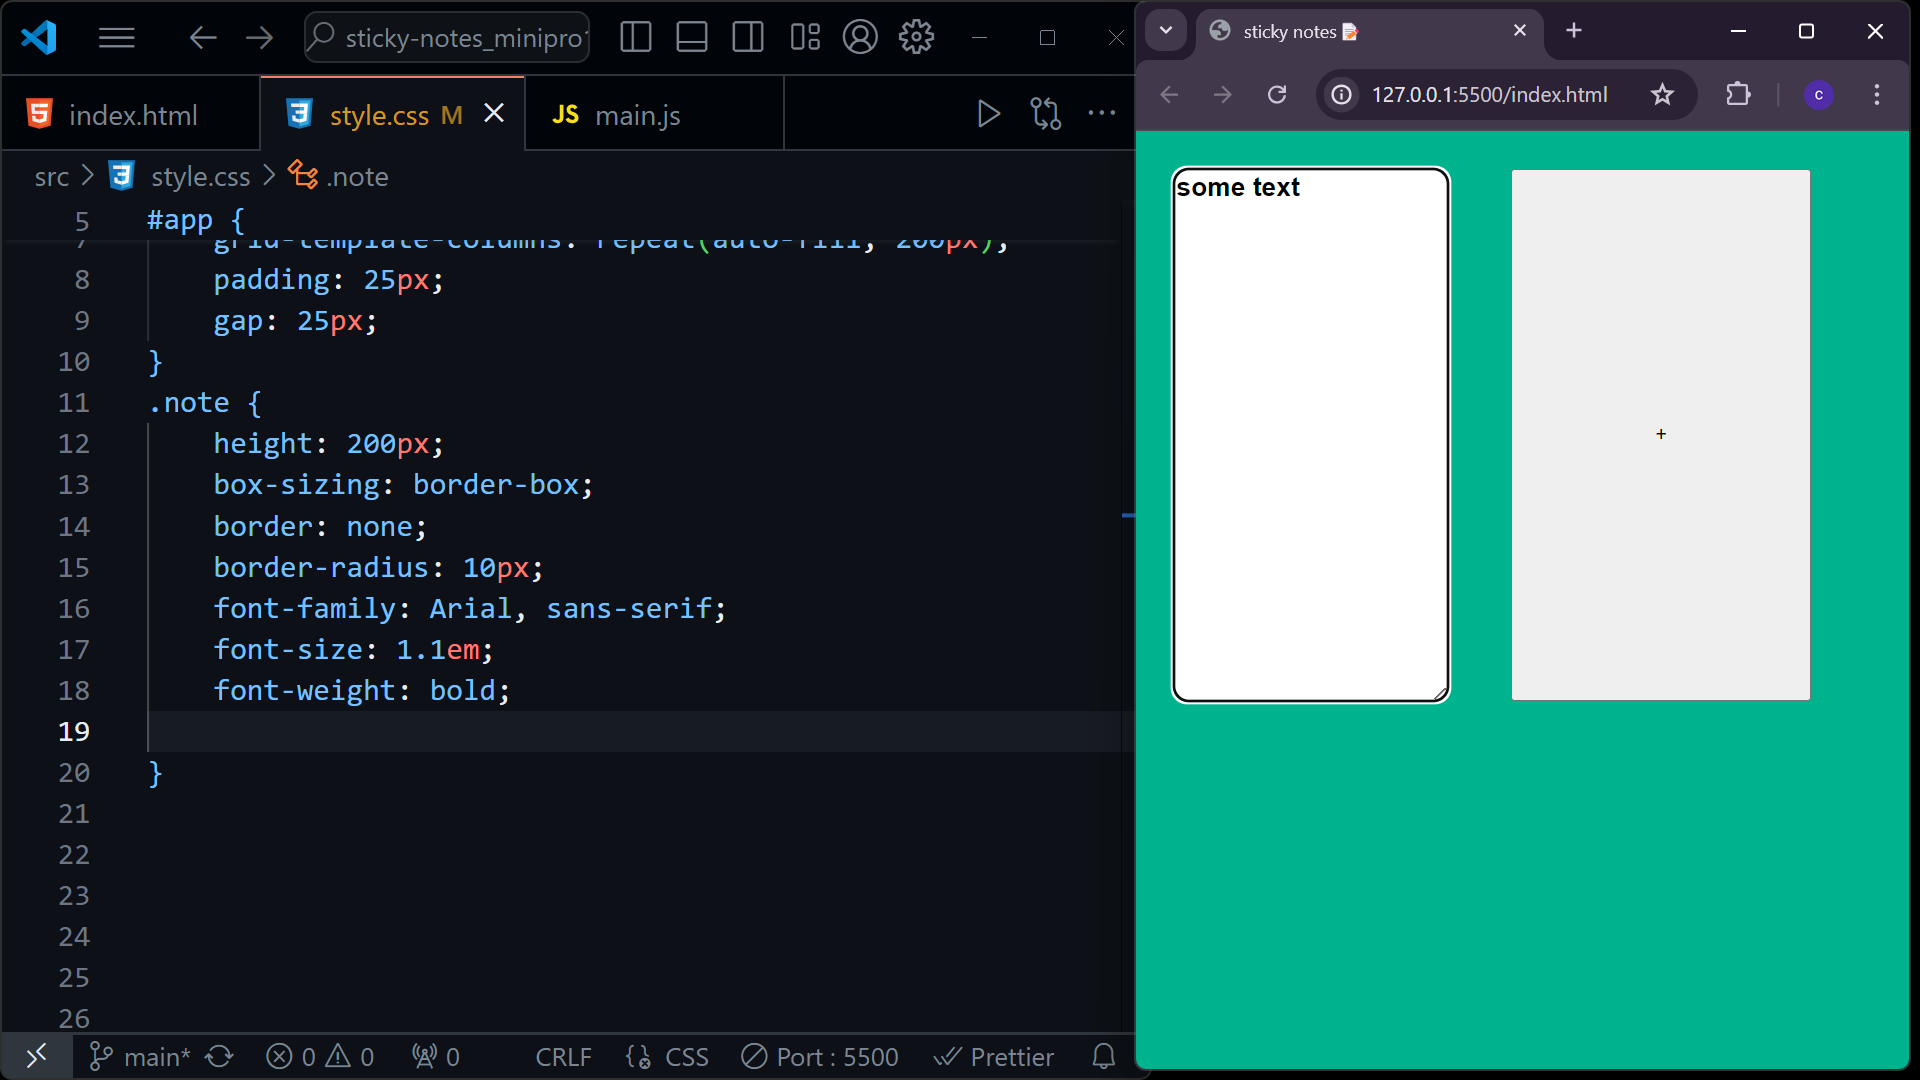 sticky-notes_minipro
index.html
style.css M
JS main.js
src > style.css > .note
5 #app {
7 grid-template-columns: repeat(auto-fill, 200px);
8 padding: 25px;
9 gap: 25px;
10 }
11 .note {
12 height: 200px;
13 box-sizing: border-box;
14 border: none;
15 border-radius: 10px;
16 font-family: Arial, sans-serif;
17 font-size: 1.1em;
18 font-weight: bold;
19
20 }
21
22
23
24
25
26
main* 0 0 0 CRLF CSS Port : 5500 Prettier
sticky notes 📝
127.0.0.1:5500/index.html
c
some text
+